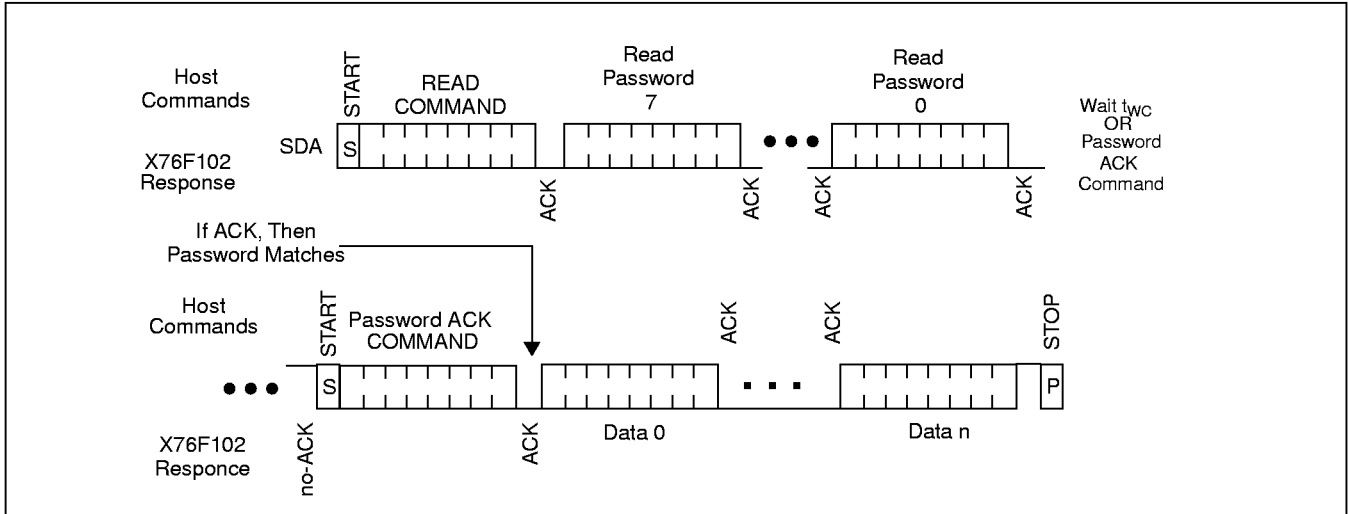 Host
Commands
START
READ
COMMAND
Read
Password
7
Read
Password
0
Wait tWC
OR
Password
ACK
Command
SDA
S
X76F102
Response
ACK
ACK
ACK
ACK
If ACK, Then
Password Matches
Host
Commands
START
Password ACK
COMMAND
ACK
ACK
STOP
S
P
X76F102
Responce
no-ACK
ACK
Data 0
Data n